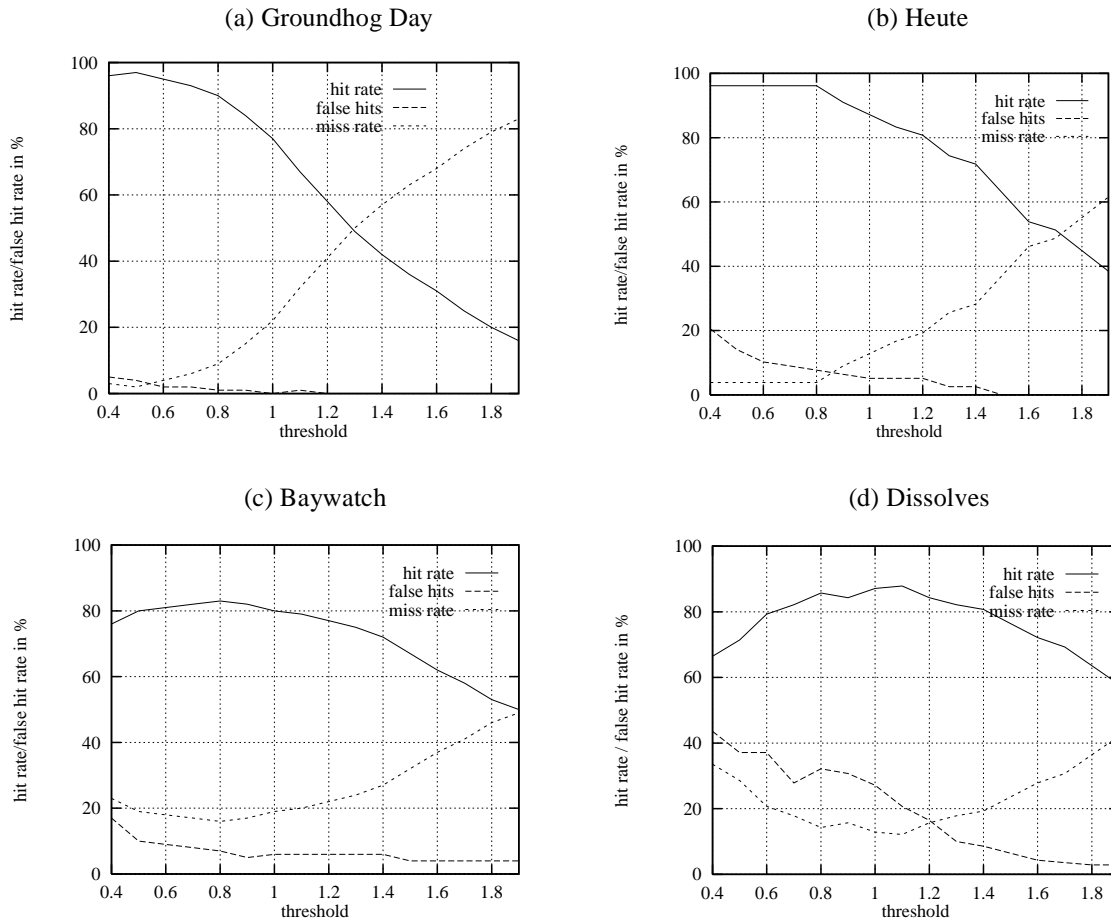 (a) Groundhog Day
hit rate/false hit rate in %
100
80
60
40
20
0
hit rate
false hits
miss rate
0.4 0.6 0.8 1 1.2 1.4 1.6 1.8
threshold
(b) Heute
hit rate/false hit rate in %
100
80
60
40
20
0
hit rate
false hits
miss rate
0.4 0.6 0.8 1 1.2 1.4 1.6 1.8
threshold
(c) Baywatch
hit rate/false hit rate in %
100
80
60
40
20
0
hit rate
false hits
miss rate
0.4 0.6 0.8 1 1.2 1.4 1.6 1.8
threshold
(d) Dissolves
hit rate / false hit rate in %
100
80
60
40
20
0
hit rate
false hits
miss rate
0.4 0.6 0.8 1 1.2 1.4 1.6 1.8
threshold